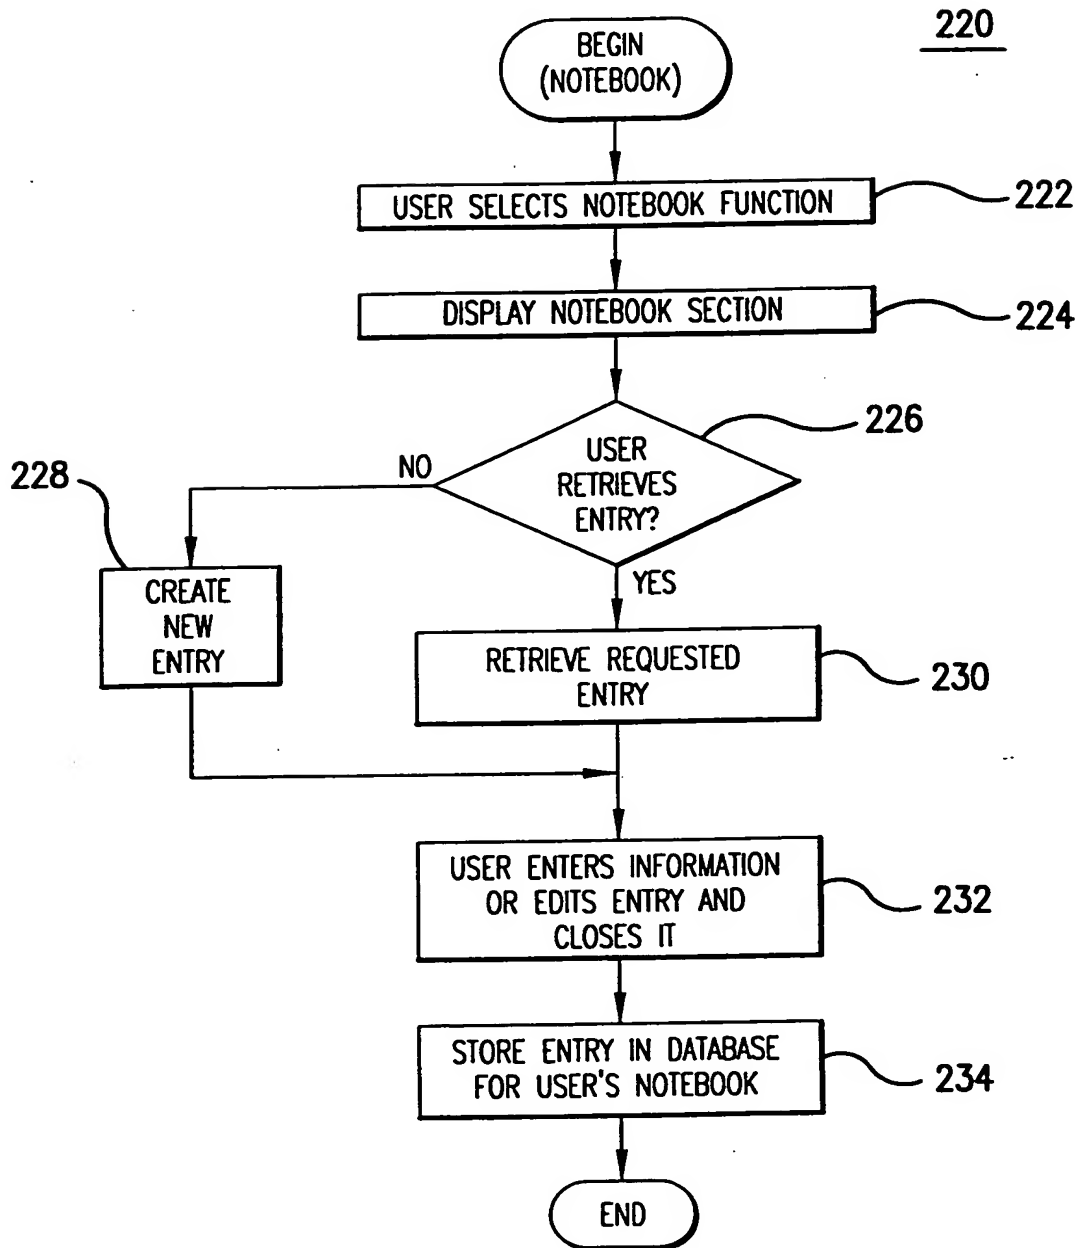 220
BEGIN
(NOTEBOOK)
USER SELECTS NOTEBOOK FUNCTION
222
DISPLAY NOTEBOOK SECTION
224
226
USER
RETRIEVES
ENTRY?
NO
YES
228
CREATE
NEW
ENTRY
RETRIEVE REQUESTED
ENTRY
230
USER ENTERS INFORMATION
OR EDITS ENTRY AND
CLOSES IT
232
STORE ENTRY IN DATABASE
FOR USER'S NOTEBOOK
234
END